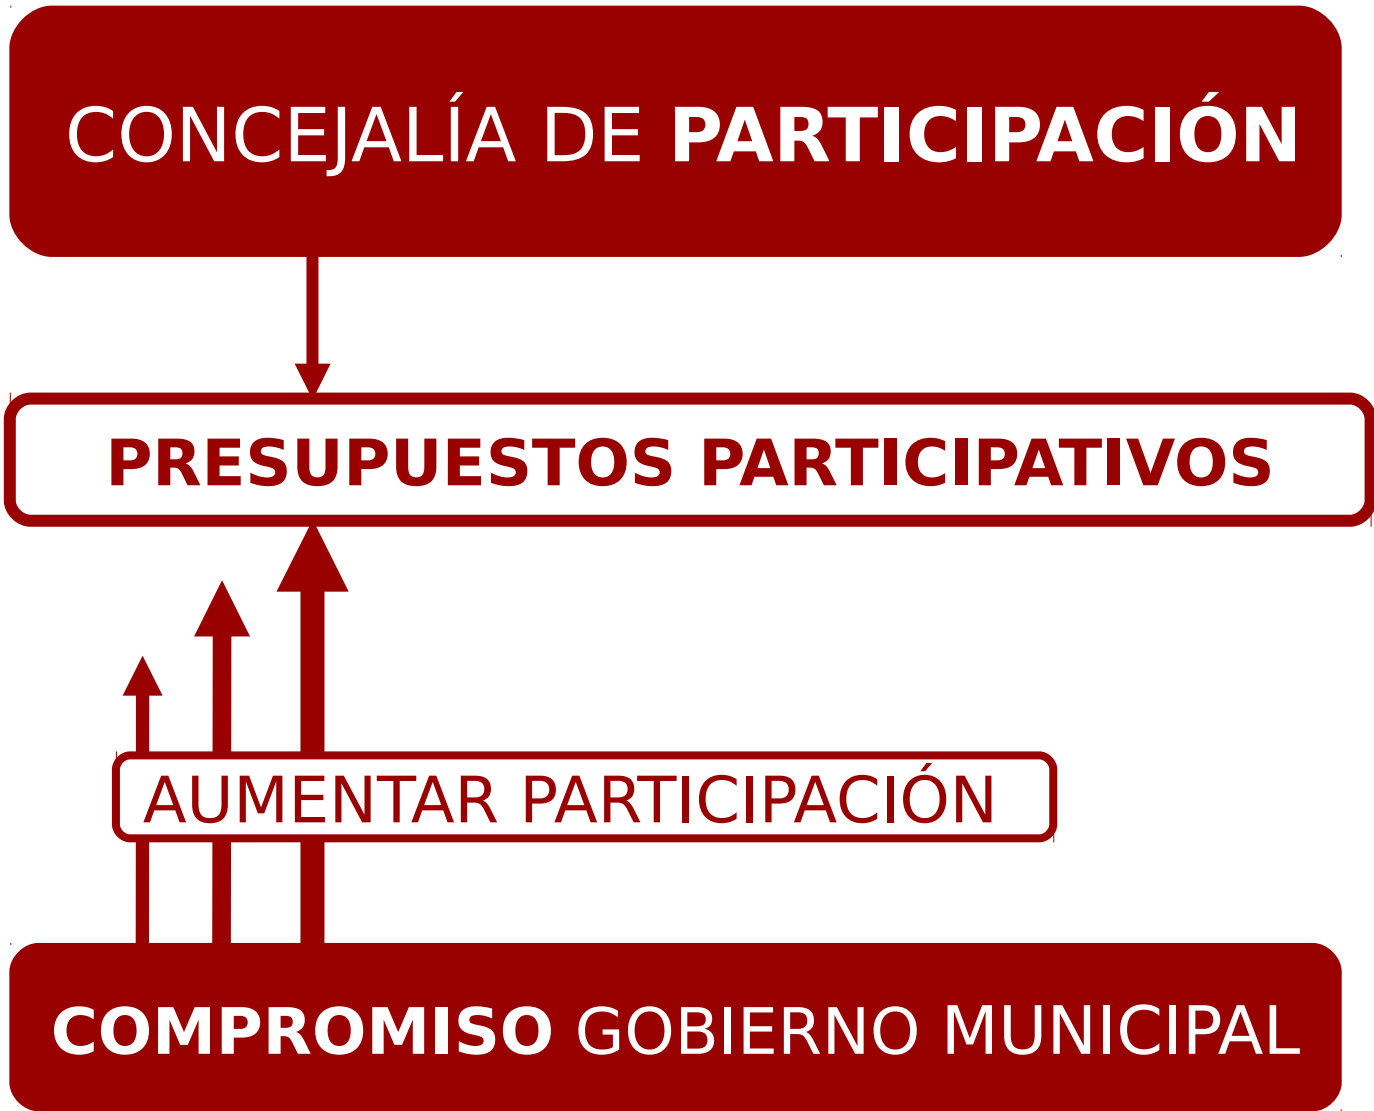 CONCEJALÍA DE PARTICIPACIÓN
PRESUPUESTOS PARTICIPATIVOS
AUMENTAR PARTICIPACIÓN
COMPROMISO GOBIERNO MUNICIPAL